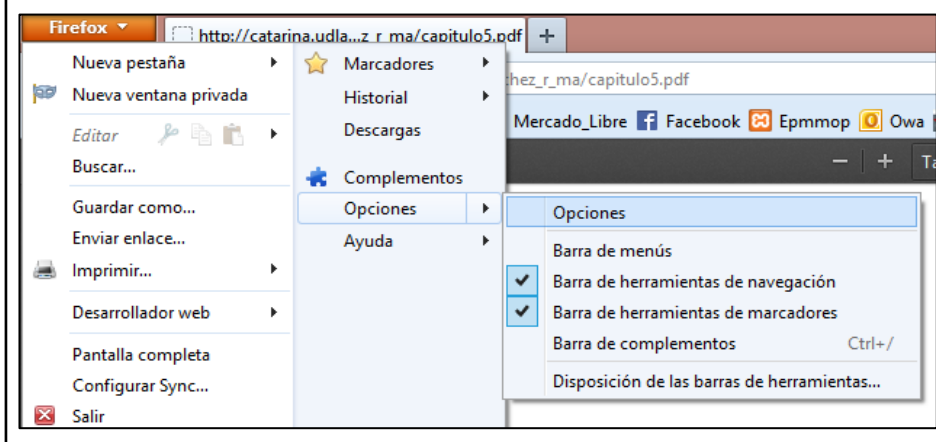 Firefox
http://catarina.udla...z_r_ma/capitulo5.pdf
hez_r_ma/capitulo5.pdf
Mercado_Libre Facebook Epmmop Owa
Nueva pestaña
Nueva ventana privada
Editar
Buscar...
Guardar como...
Enviar enlace...
Imprimir...
Desarrollador web
Pantalla completa
Configurar Sync...
Salir
Marcadores
Historial
Descargas
Complementos
Opciones
Ayuda
Opciones
Barra de menús
Barra de herramientas de navegación
Barra de herramientas de marcadores
Barra de complementos Ctrl+/
Disposición de las barras de herramientas...